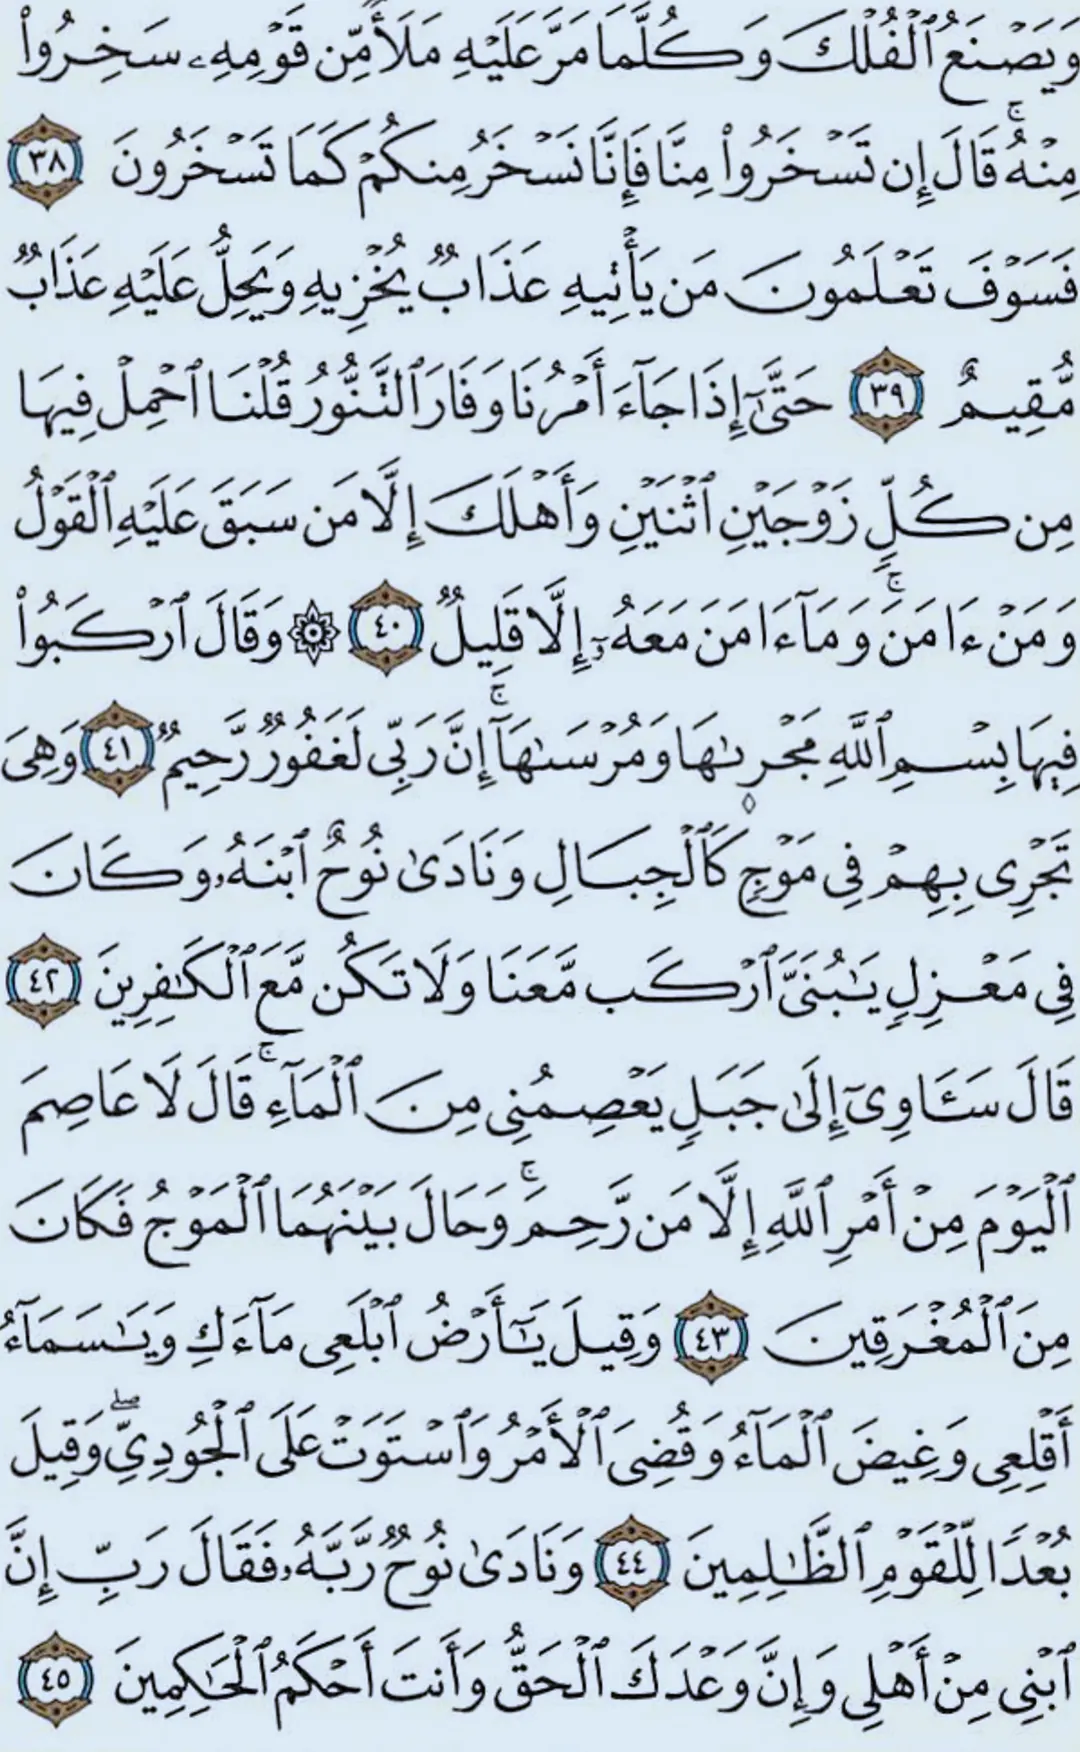 وَيَصْنَعُ ٱلْفُلْكَ وَكُلَّمَا مَرَّ عَلَيْهِ مَلَأٌ مِّن قَوْمِهِۦ سَخِرُوا۟
مِنْهُ ۚ قَالَ إِن تَسْخَرُوا۟ مِنَّا فَإِنَّا نَسْخَرُ مِنكُمْ كَمَا تَسْخَرُونَ ٣٨
فَسَوْفَ تَعْلَمُونَ مَن يَأْتِيهِ عَذَابٌ يُخْزِيهِ وَيَحِلُّ عَلَيْهِ عَذَابٌ
مُّقِيمٌ ٣٩ حَتَّىٰٓ إِذَا جَآءَ أَمْرُنَا وَفَارَ ٱلتَّنُّورُ قُلْنَا ٱحْمِلْ فِيهَا
مِن كُلٍّ زَوْجَيْنِ ٱثْنَيْنِ وَأَهْلَكَ إِلَّا مَن سَبَقَ عَلَيْهِ ٱلْقَوْلُ
وَمَنْ ءَامَنَ ۚ وَمَآ ءَامَنَ مَعَهُۥٓ إِلَّا قَلِيلٌ ٤٠ ۞ وَقَالَ ٱرْكَبُوا۟
فِيهَا بِسْمِ ٱللَّهِ مَجْر۪ىٰهَا وَمُرْسَىٰهَآ ۚ إِنَّ رَبِّى لَغَفُورٌ رَّحِيمٌ ٤١ وَهِىَ
تَجْرِى بِهِمْ فِى مَوْجٍ كَٱلْجِبَالِ وَنَادَىٰ نُوحٌ ٱبْنَهُۥ وَكَانَ
فِى مَعْزِلٍ يَـٰبُنَىَّ ٱرْكَب مَّعَنَا وَلَا تَكُن مَّعَ ٱلْكَـٰفِرِينَ ٤٢
قَالَ سَـَٔاوِىٓ إِلَىٰ جَبَلٍ يَعْصِمُنِى مِنَ ٱلْمَآءِ ۚ قَالَ لَا عَاصِمَ
ٱلْيَوْمَ مِنْ أَمْرِ ٱللَّهِ إِلَّا مَن رَّحِمَ ۚ وَحَالَ بَيْنَهُمَا ٱلْمَوْجُ فَكَانَ
مِنَ ٱلْمُغْرَقِينَ ٤٣ وَقِيلَ يَـٰٓأَرْضُ ٱبْلَعِى مَآءَكِ وَيَـٰسَمَآءُ
أَقْلِعِى وَغِيضَ ٱلْمَآءُ وَقُضِىَ ٱلْأَمْرُ وَٱسْتَوَتْ عَلَى ٱلْجُودِىِّ ۖ وَقِيلَ
بُعْدًا لِّلْقَوْمِ ٱلظَّـٰلِمِينَ ٤٤ وَنَادَىٰ نُوحٌ رَّبَّهُۥ فَقَالَ رَبِّ إِنَّ
ٱبْنِى مِنْ أَهْلِى وَإِنَّ وَعْدَكَ ٱلْحَقُّ وَأَنتَ أَحْكَمُ ٱلْحَـٰكِمِينَ ٤٥